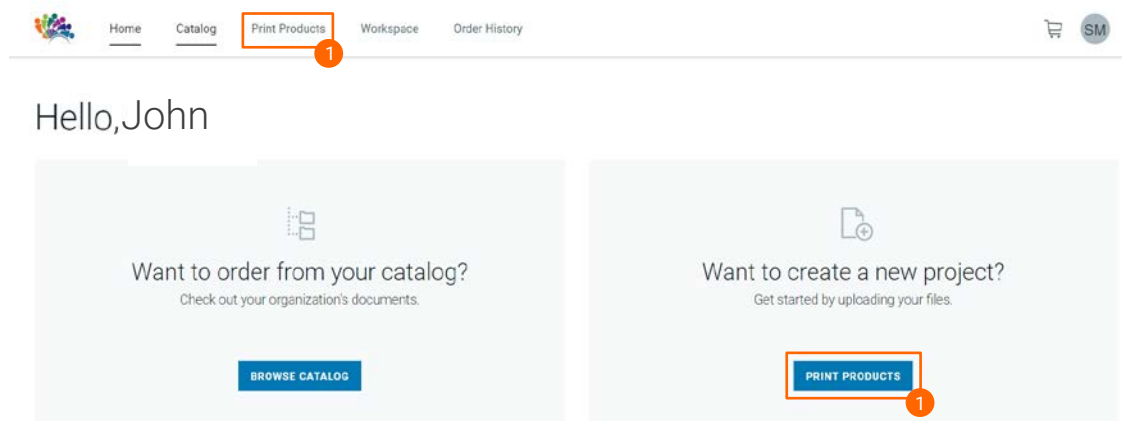 Home Catalog Print Products Workspace Order History SM
1
Hello,John
Want to order from your catalog?
Check out your organization's documents.
BROWSE CATALOG
Want to create a new project?
Get started by uploading your files.
PRINT PRODUCTS
1